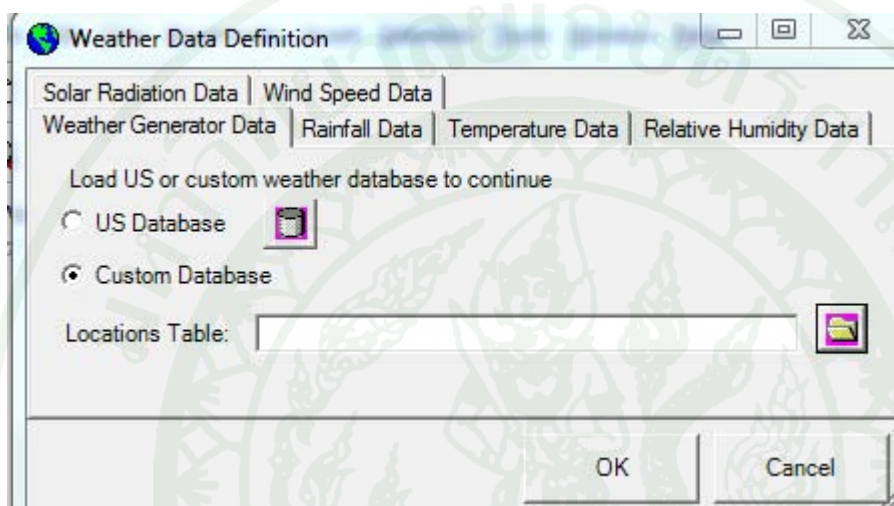 Weather Data Definition
Solar Radiation Data Wind Speed Data
Weather Generator Data Rainfall Data Temperature Data Relative Humidity Data
Load US or custom weather database to continue
US Database
Custom Database
Locations Table:
OK Cancel